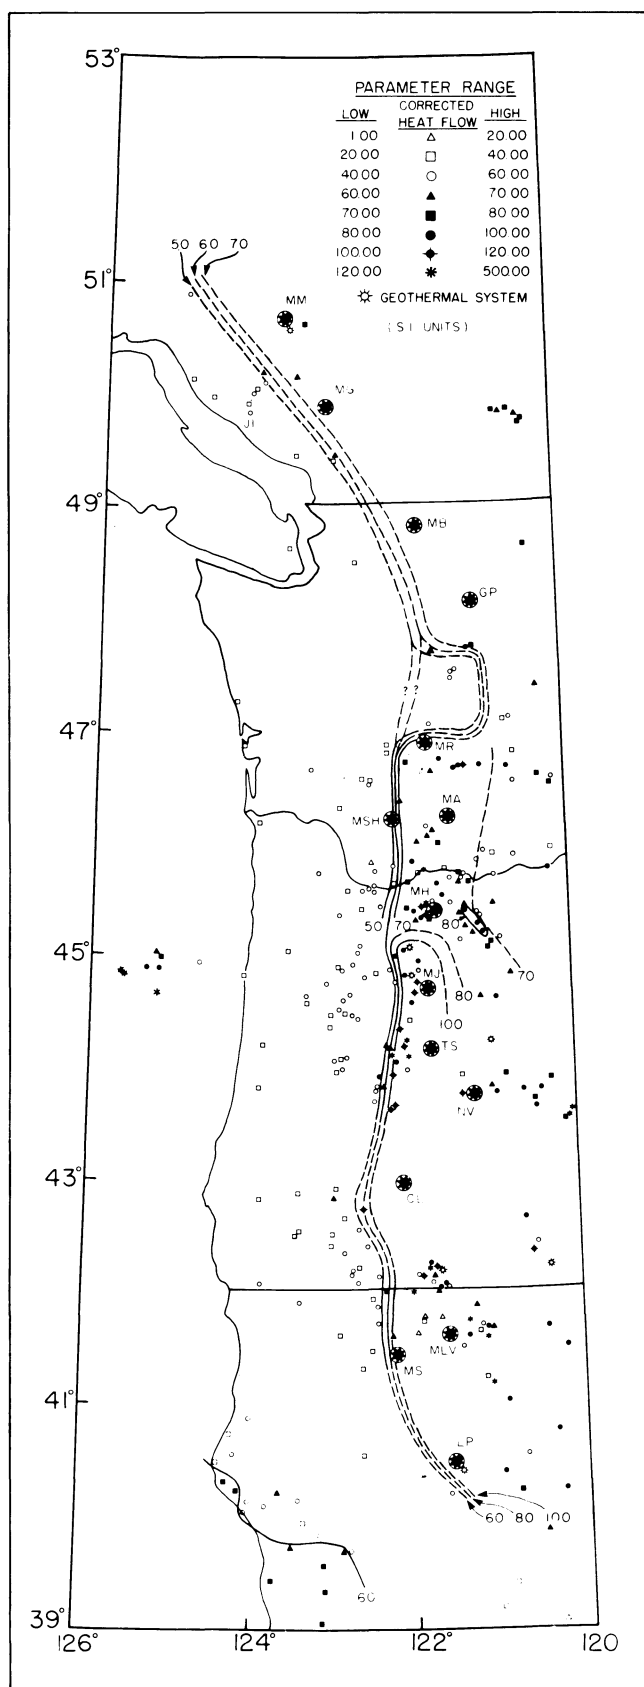 53°
PARAMETER RANGE
LOW CORRECTED HEAT FLOW HIGH
1.00 △ 20.00
20.00 □ 40.00
40.00 ○ 60.00
60.00 ▲ 70.00
70.00 ■ 80.00
80.00 ● 100.00
100.00 120.00
120.00 500.00
GEOTHERMAL SYSTEM
(S.I. UNITS)
50 60 70
51°
MM
MG
JI
49°
MB
GP
? ?
47°
MR
MA
MSH
MH
50 70 80
45°
70
MJ
80
100
TS
NV
43°
CL
MLV
MS
41°
LP
60 80 100
60
39°
126° 124° 122° 120